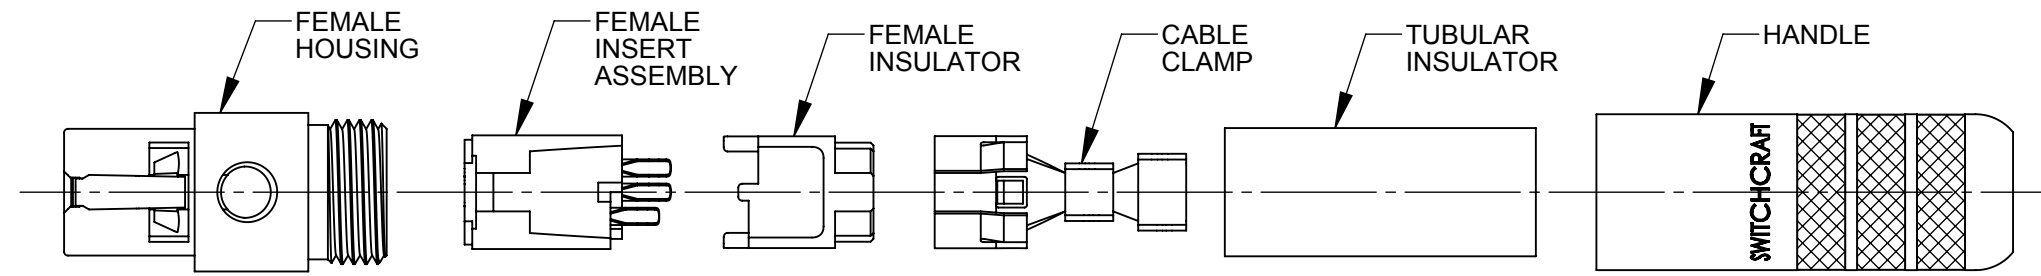 FEMALE
HOUSING
FEMALE
INSERT
ASSEMBLY
FEMALE
INSULATOR
CABLE
CLAMP
TUBULAR
INSULATOR
HANDLE
SWITCHCRAFT